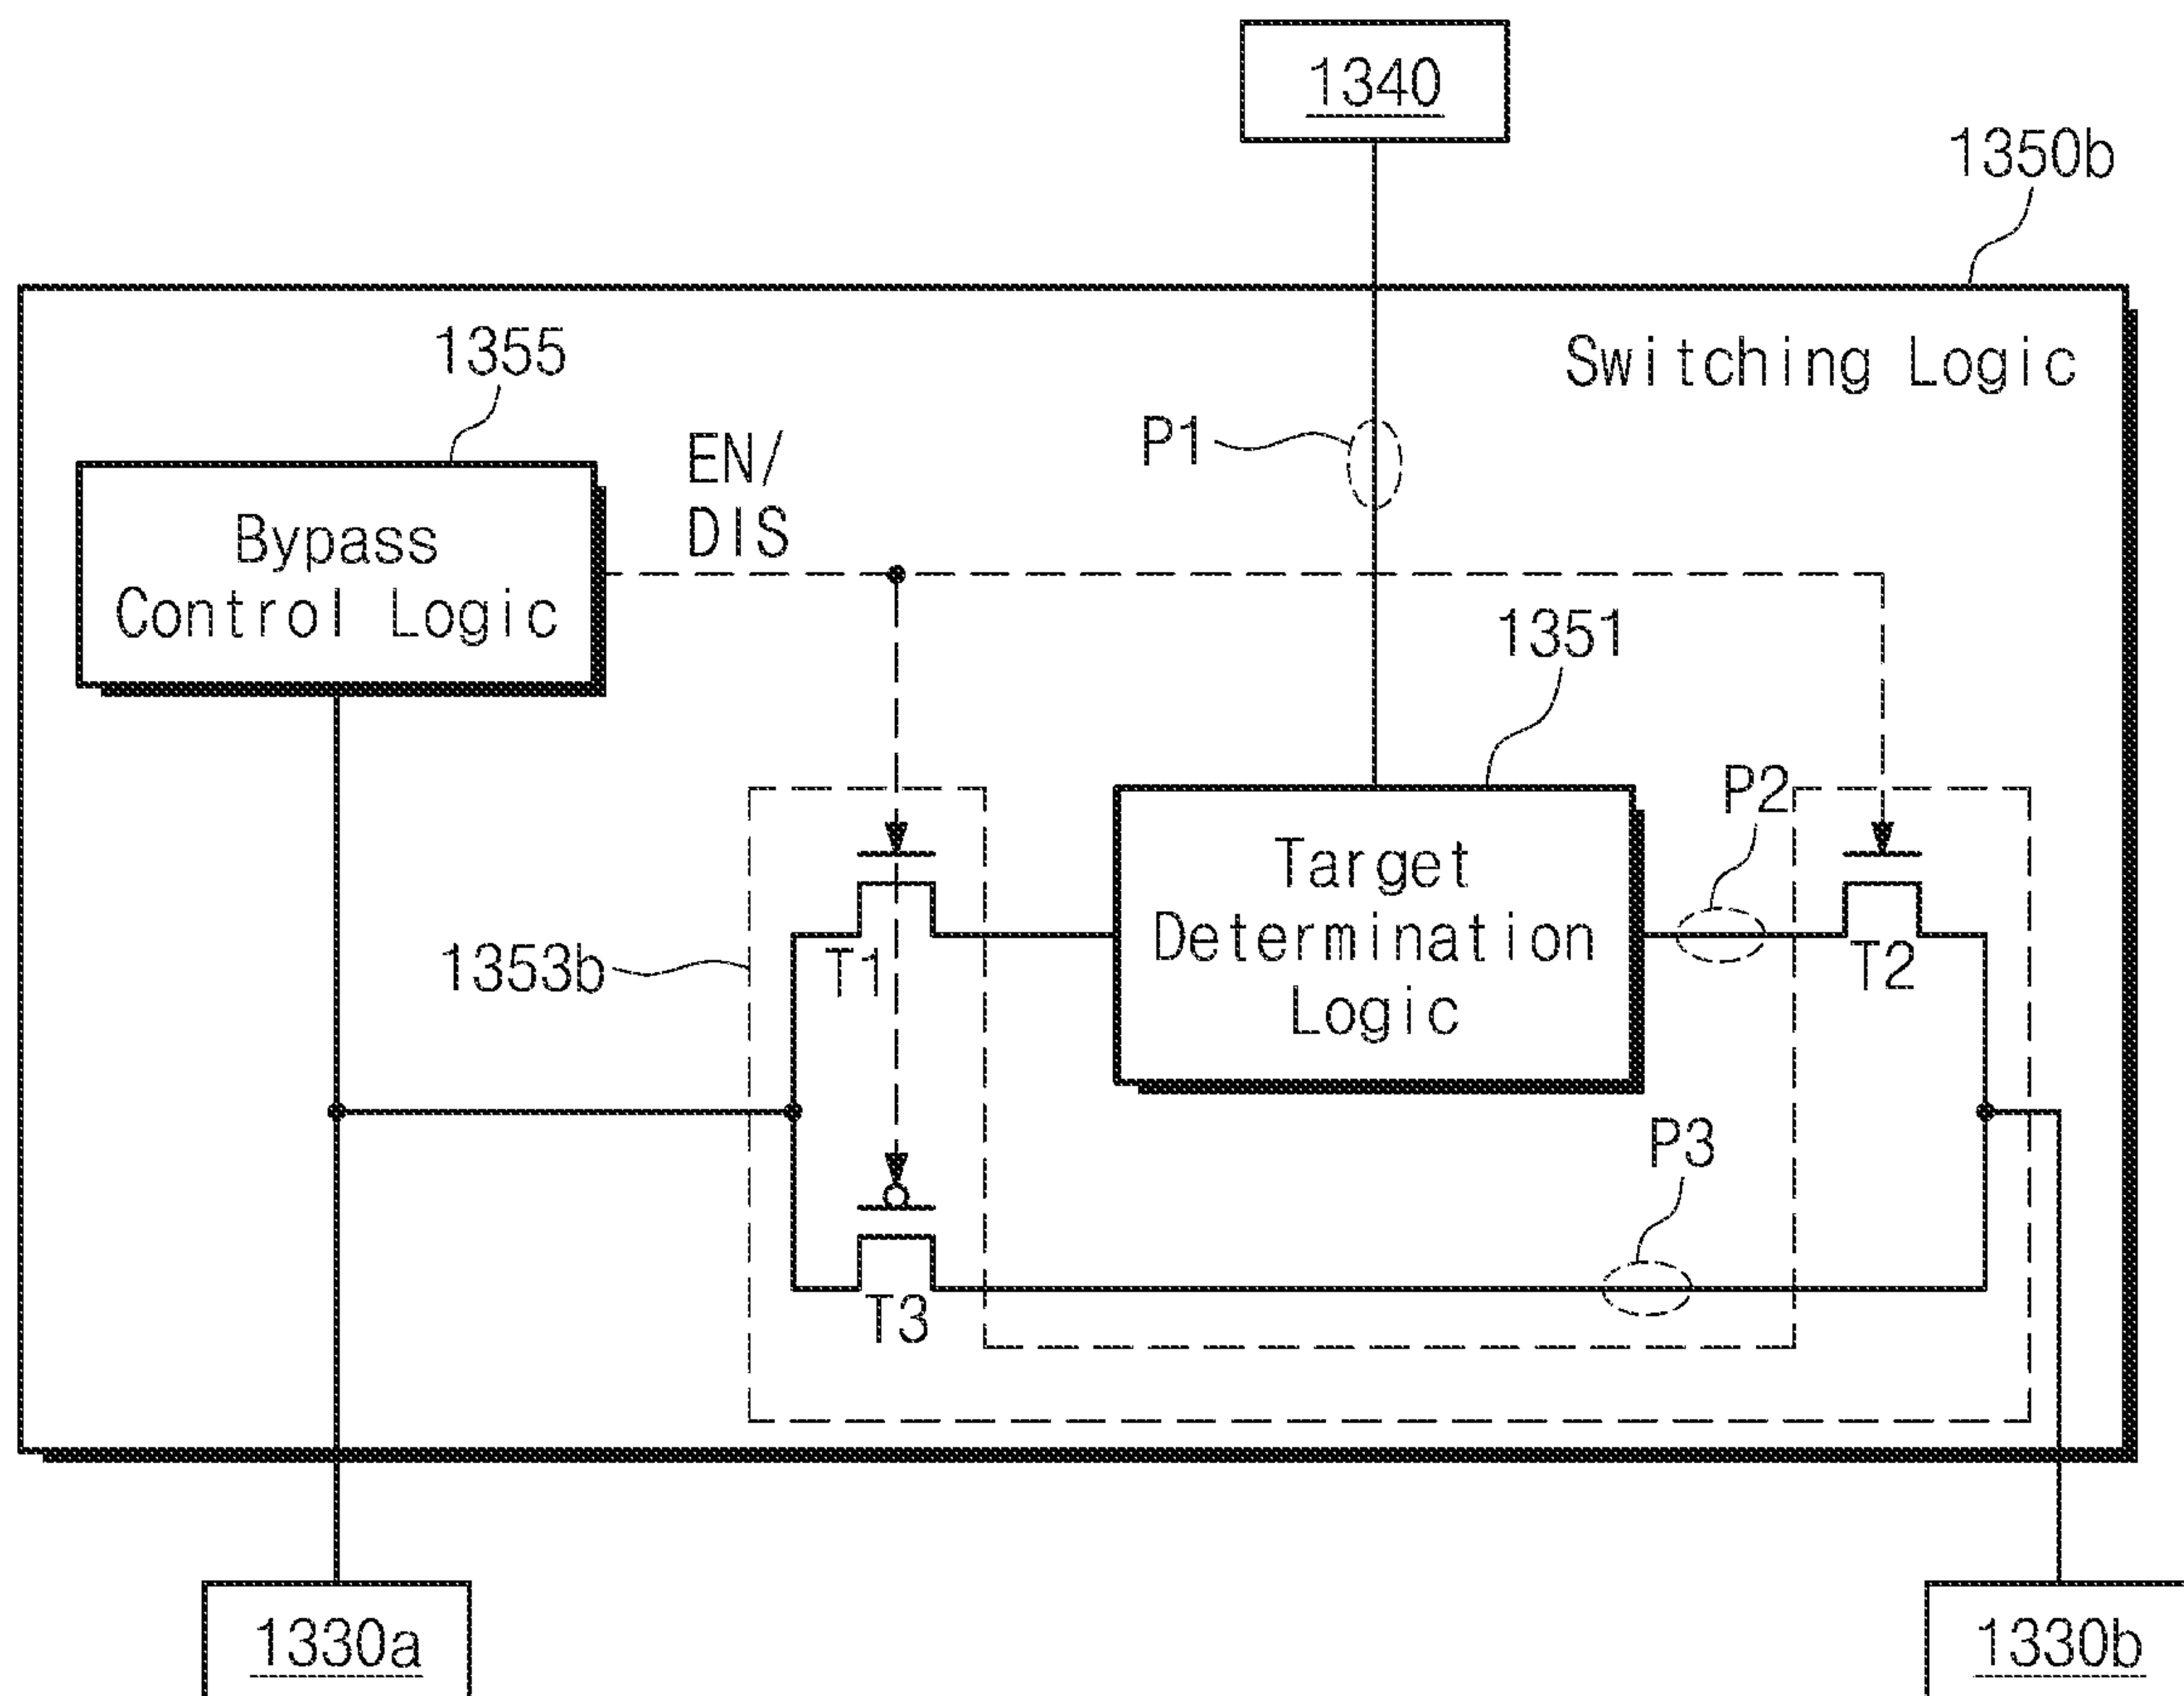 1340
1350b
Switching Logic
1355
P1
EN/
DIS
Bypass
Control Logic
1351
P2
Target
Determination
Logic
1353b
T1
T2
P3
T3
1330a
1330b